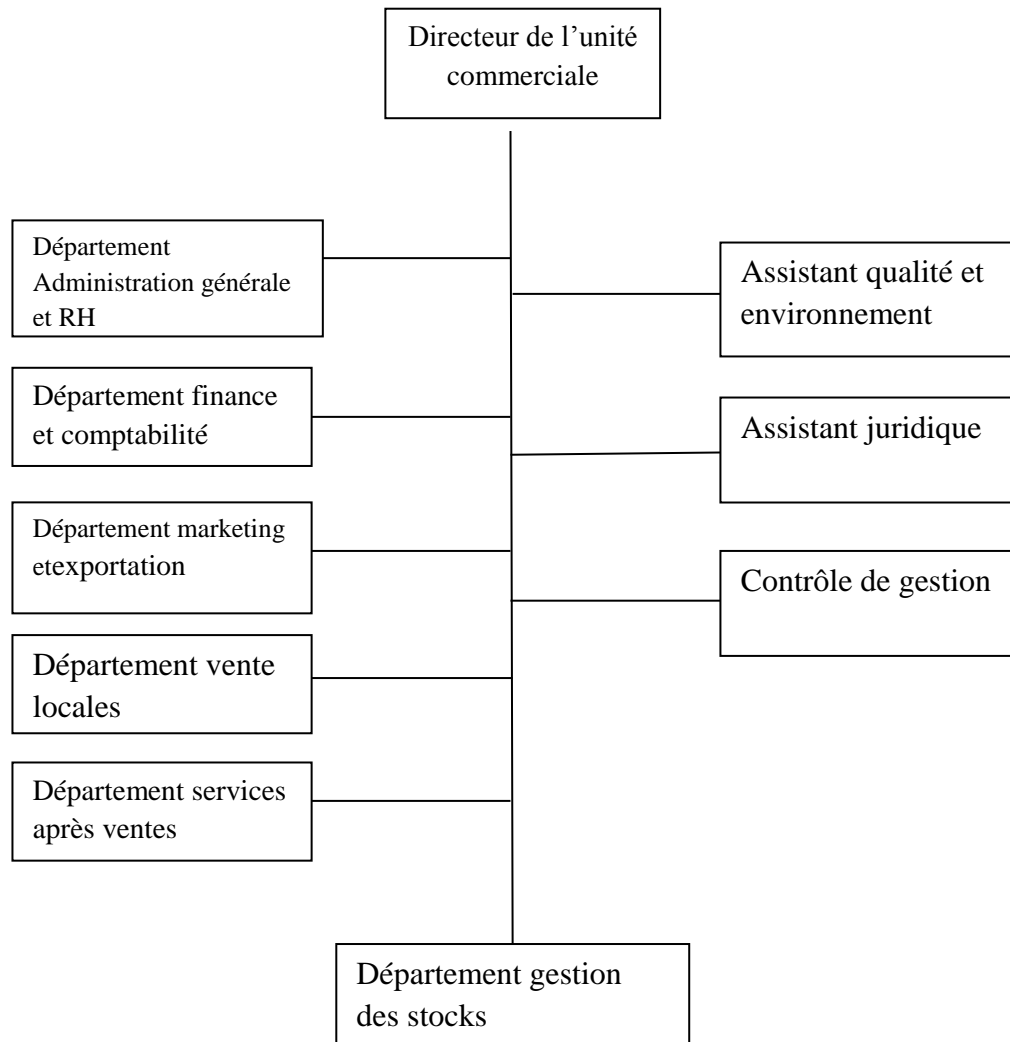 Directeur de l’unité
commerciale
Département
Administration générale
et RH
Assistant qualité et
environnement
Département finance
et comptabilité
Assistant juridique
Département marketing
etexportation
Contrôle de gestion
Département vente
locales
Département services
après ventes
Département gestion
des stocks